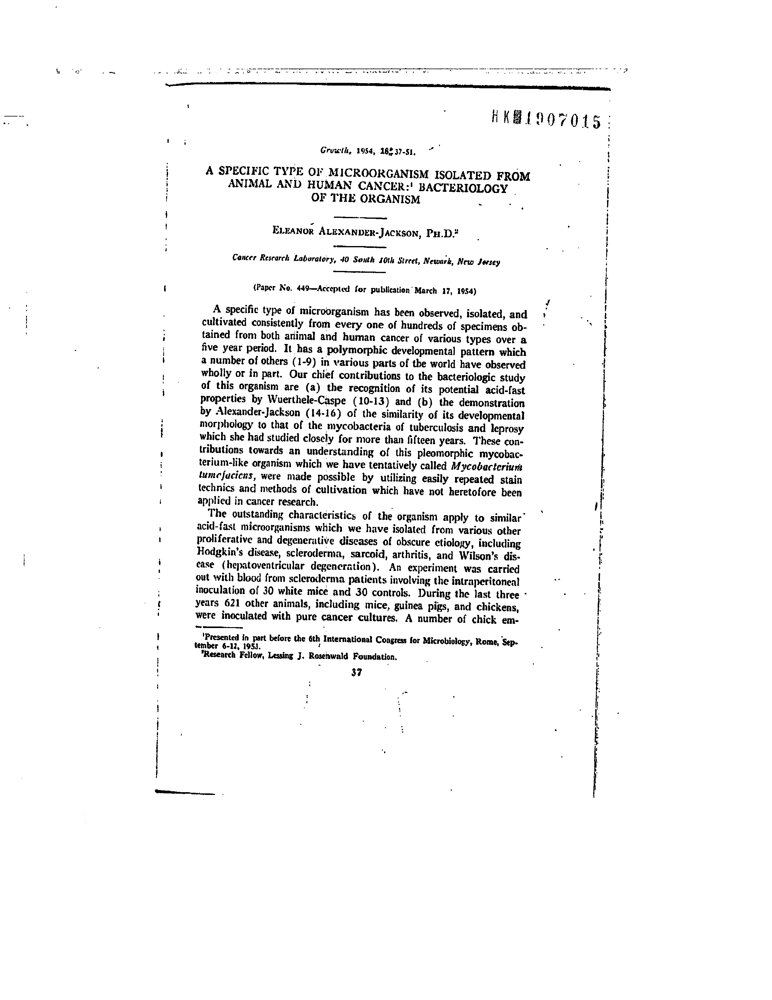 HK 1907015
Growth, 1954, 18, 37-51.
A SPECIFIC TYPE OF MICROORGANISM ISOLATED FROM
ANIMAL AND HUMAN CANCER:¹ BACTERIOLOGY
OF THE ORGANISM
ELEANOR ALEXANDER-JACKSON, PH.D.²
Cancer Research Laboratory, 40 South 10th Street, Newark, New Jersey
(Paper No. 449—Accepted for publication March 17, 1954)
A specific type of microorganism has been observed, isolated, and
cultivated consistently from every one of hundreds of specimens ob-
tained from both animal and human cancer of various types over a
five year period. It has a polymorphic developmental pattern which
a number of others (1-9) in various parts of the world have observed
wholly or in part. Our chief contributions to the bacteriologic study
of this organism are (a) the recognition of its potential acid-fast
properties by Wuerthele-Caspe (10-13) and (b) the demonstration
by Alexander-Jackson (14-16) of the similarity of its developmental
morphology to that of the mycobacteria of tuberculosis and leprosy
which she had studied closely for more than fifteen years. These con-
tributions towards an understanding of this pleomorphic mycobac-
terium-like organism which we have tentatively called Mycobacterium
tumefaciens, were made possible by utilizing easily repeated stain
technics and methods of cultivation which have not heretofore been
applied in cancer research.
The outstanding characteristics of the organism apply to similar
acid-fast microorganisms which we have isolated from various other
proliferative and degenerative diseases of obscure etiology, including
Hodgkin's disease, scleroderma, sarcoid, arthritis, and Wilson's dis-
ease (hepatoventricular degeneration). An experiment was carried
out with blood from scleroderma patients involving the intraperitoneal
inoculation of 30 white mice and 30 controls. During the last three
years 621 other animals, including mice, guinea pigs, and chickens,
were inoculated with pure cancer cultures. A number of chick em-
¹Presented in part before the 6th International Congress for Microbiology, Rome, Sep-
tember 6-12, 1953.
²Research Fellow, Lessing J. Rosenwald Foundation.
37